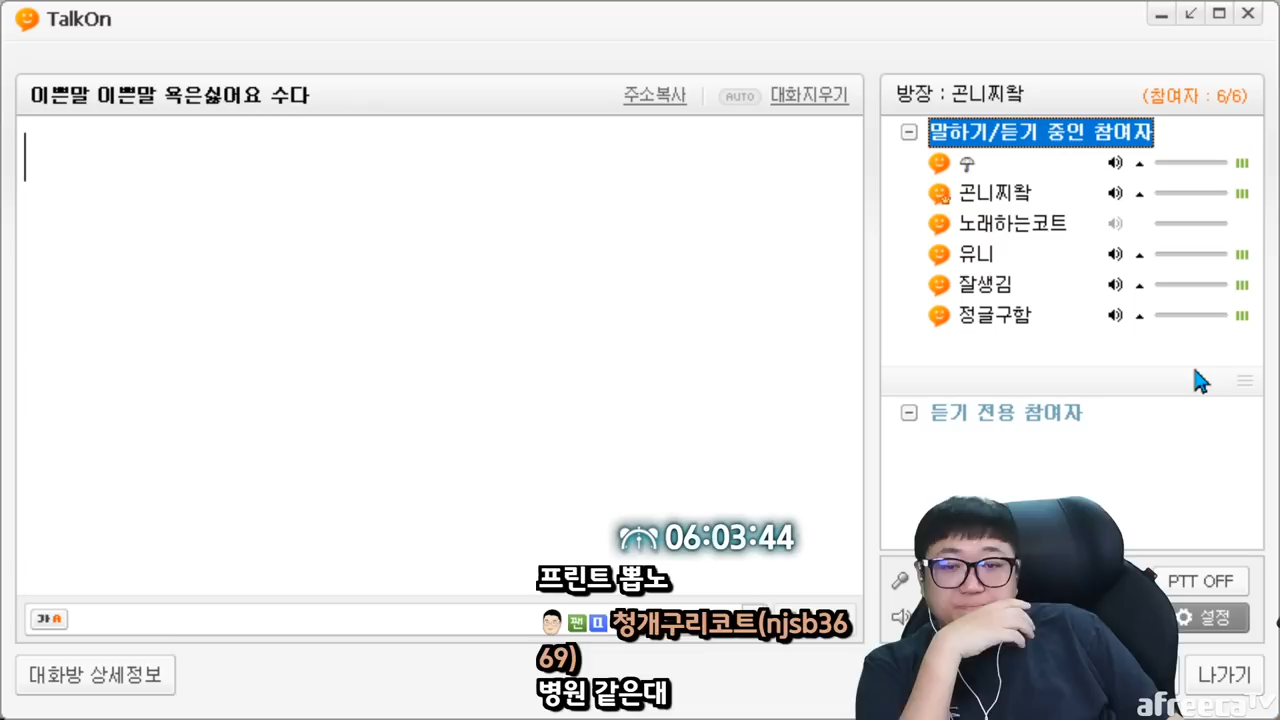 TalkOn
이쁜말 이쁜말 욕은싫어요 수다
주소복사
AUTO
대화지우기
방장 : 곤니찌왘
(참여자 : 6/6)
말하기/듣기 중인 참여자
곤니찌왘
노래하는코트
유니
잘생김
정글구함
듣기 전용 참여자
06:03:44
프린트 뽑노
짼 П 청개구리코트(njsb36
69)
병원 같은대
가A
PTT OFF
설정
대화방 상세정보
나가기
afreecaTV